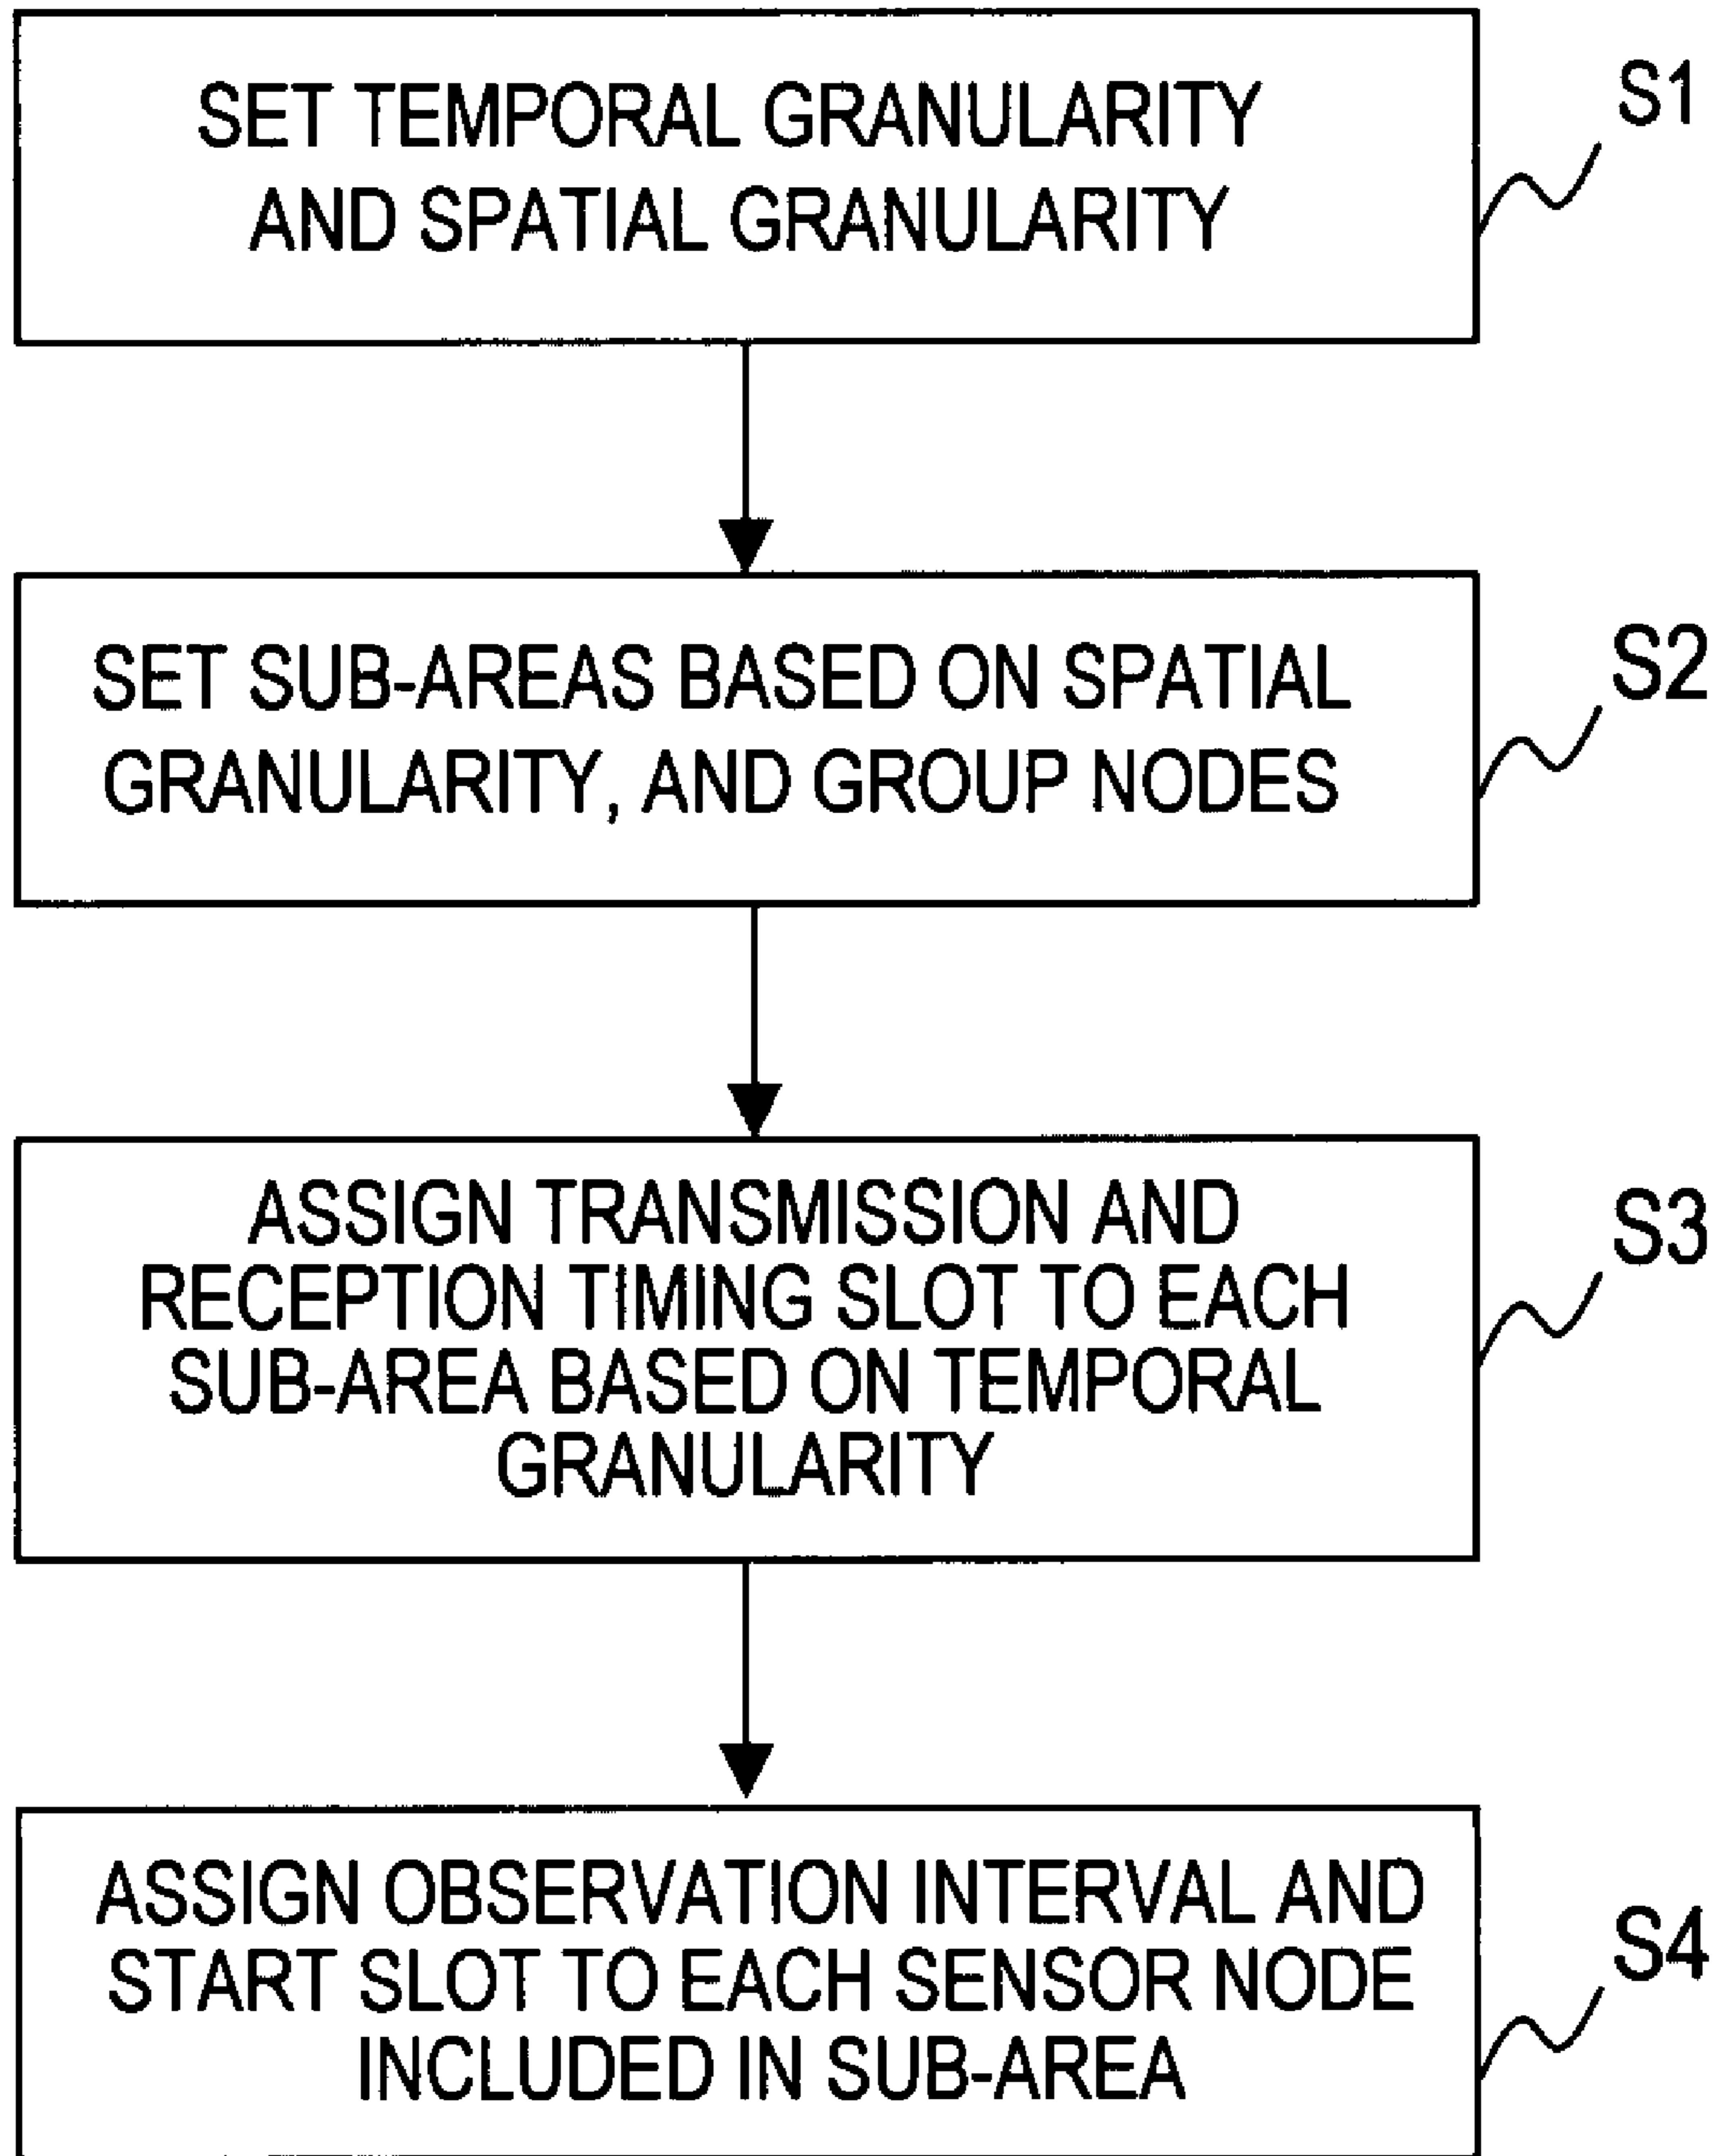 SET TEMPORAL GRANULARITY
AND SPATIAL GRANULARITY
S1
SET SUB-AREAS BASED ON SPATIAL
GRANULARITY, AND GROUP NODES
S2
ASSIGN TRANSMISSION AND
RECEPTION TIMING SLOT TO EACH
SUB-AREA BASED ON TEMPORAL
GRANULARITY
S3
ASSIGN OBSERVATION INTERVAL AND
START SLOT TO EACH SENSOR NODE
INCLUDED IN SUB-AREA
S4